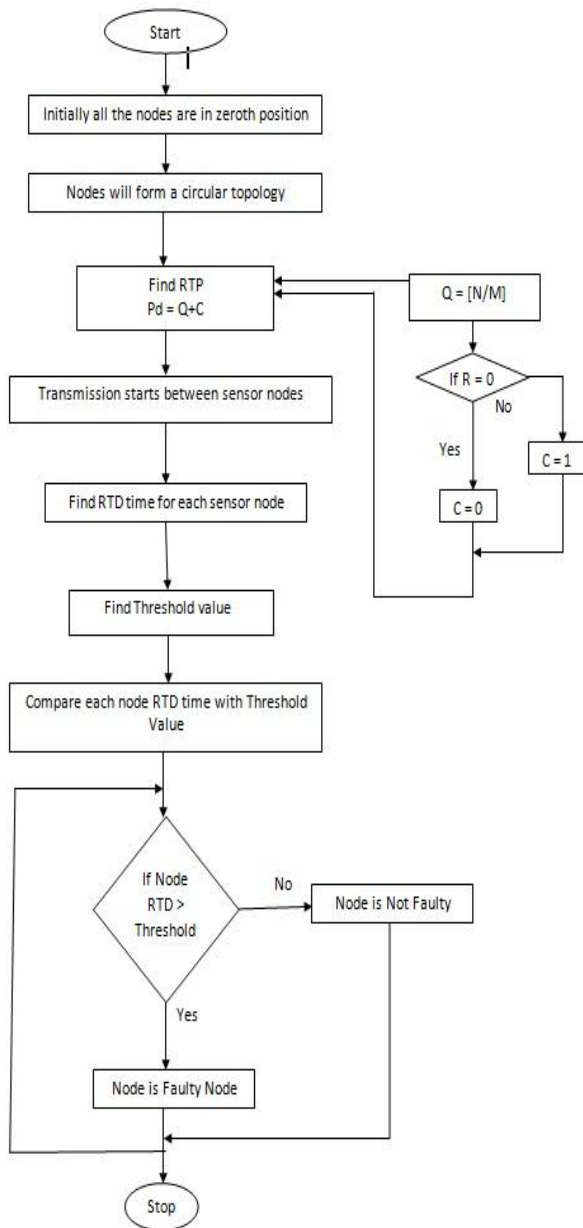 Start
Initially all the nodes are in zeroth position
Nodes will form a circular topology
Find RTP
Pd = Q+C
Q = [N/M]
If R = 0
No
Yes
C = 1
C = 0
Transmission starts between sensor nodes
Find RTD time for each sensor node
Find Threshold value
Compare each node RTD time with Threshold
Value
If Node
RTD >
Threshold
No
Node is Not Faulty
Yes
Node is Faulty Node
Stop